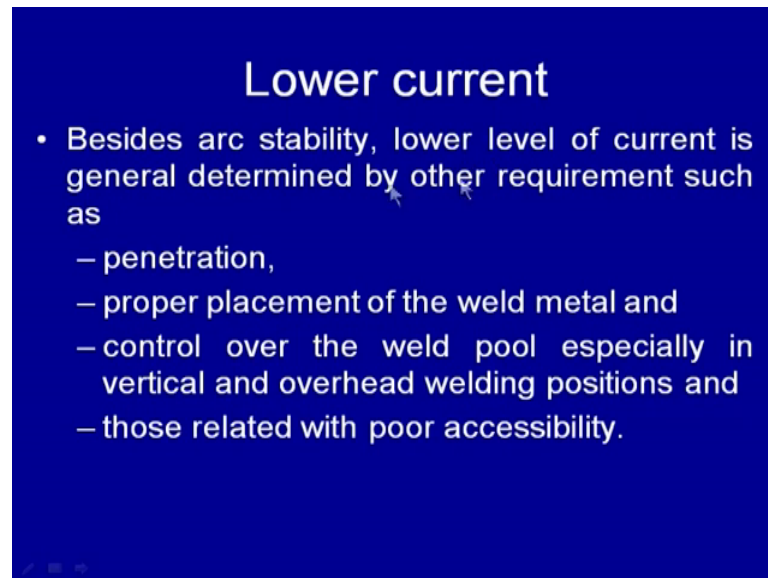 Lower current
• Besides arc stability, lower level of current is
general determined by other requirement such
as
– penetration,
– proper placement of the weld metal and
– control over the weld pool especially in
vertical and overhead welding positions and
– those related with poor accessibility.